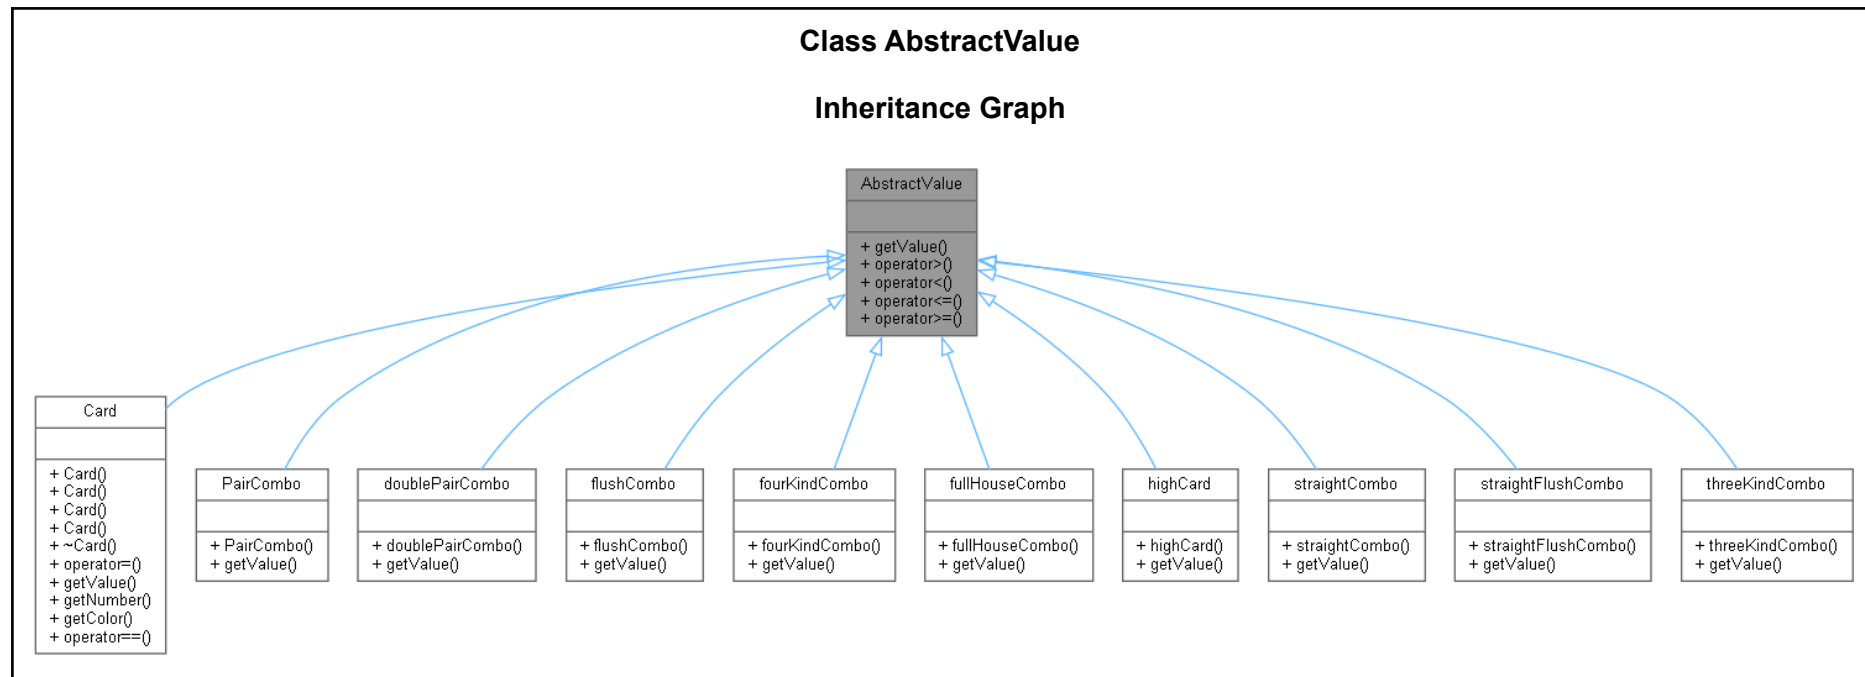 Class AbstractValue
Inheritance Graph
AbstractValue
+ getValue()
+ operator>()
+ operator<()
+ operator<=()
+ operator>=()
Card
+ Card()
+ Card()
+ Card()
+ Card()
+ ~Card()
+ operator=()
+ getValue()
+ getNumber()
+ getColor()
+ operator==()
PairCombo
+ PairCombo()
+ getValue()
doublePairCombo
+ doublePairCombo()
+ getValue()
flushCombo
+ flushCombo()
+ getValue()
fourKindCombo
+ fourKindCombo()
+ getValue()
fullHouseCombo
+ fullHouseCombo()
+ getValue()
highCard
+ highCard()
+ getValue()
straightCombo
+ straightCombo()
+ getValue()
straightFlushCombo
+ straightFlushCombo()
+ getValue()
threeKindCombo
+ threeKindCombo()
+ getValue()